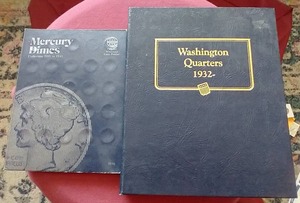 Mercury
Dimes
Washington
Quarters
1932-